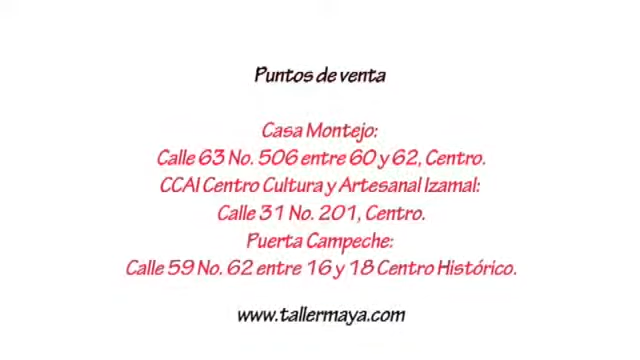 Puntos de venta
Casa Montejo:
Calle 63 No. 506 entre 60 y 62, Centro.
CCAI Centro Cultura y Artesanal Izamal:
Calle 31 No. 201, Centro.
Puerta Campeche:
Calle 59 No. 62 entre 16 y 18 Centro Histórico.
www.tallermaya.com